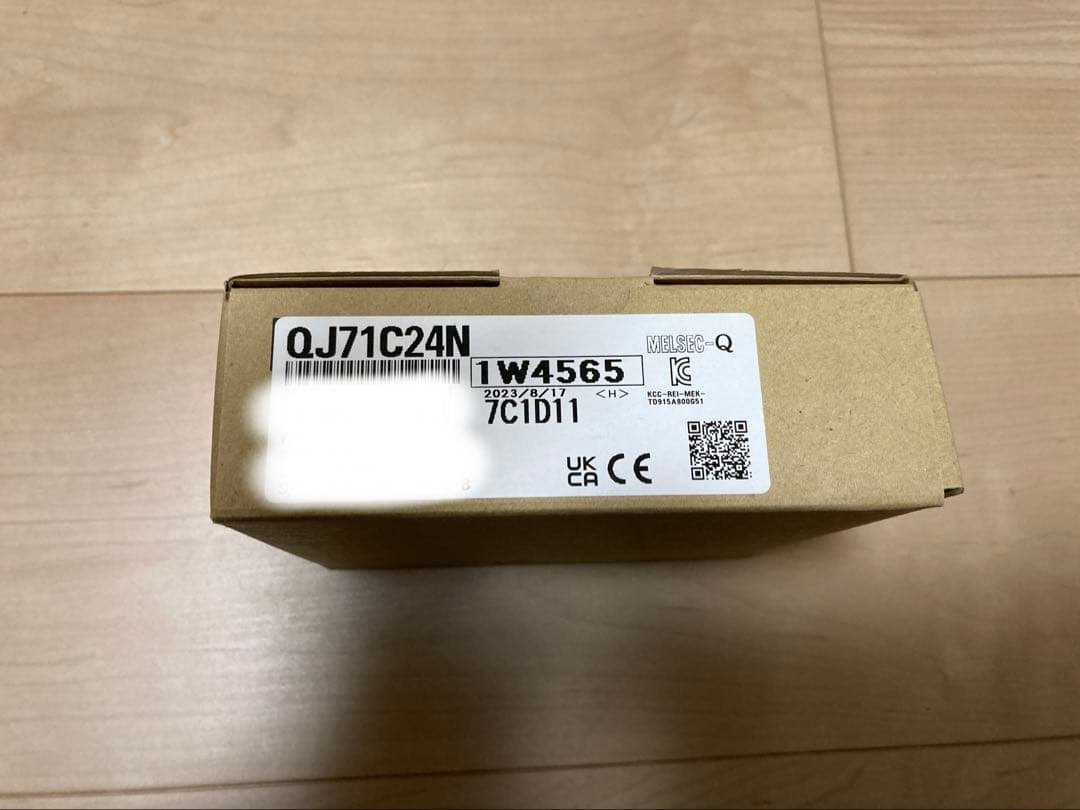 QJ71C24N
MELSEC-Q
1W4565
2023/8/17 <H>
KCC-REI-MEK-
TD915A800G51
7C1D11
UK
CA CE